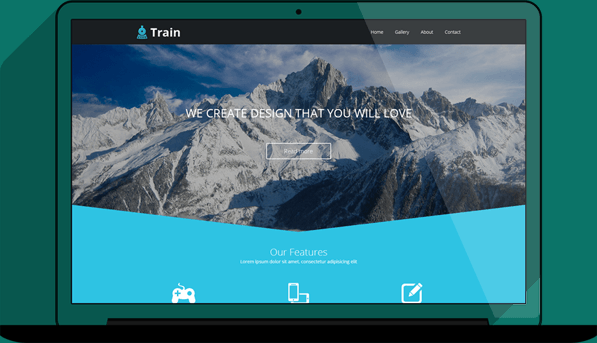 Train
Home Gallery About Contact
WE CREATE DESIGN THAT YOU WILL LOVE
Read more
Our Features
Lorem ipsum dolor sit amet, consectetur adipisicing elit